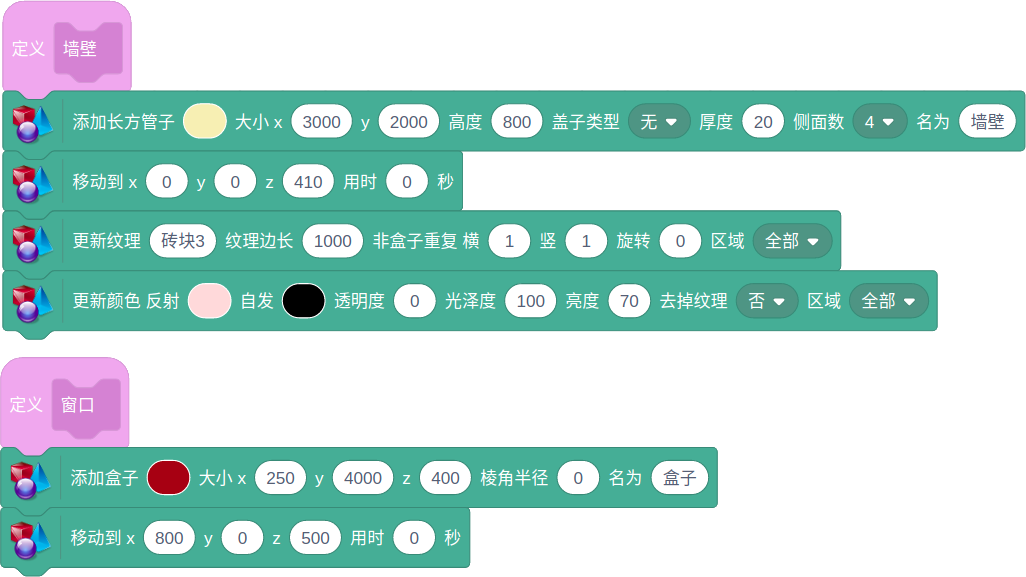 定义 墙壁
添加长方管子 大小 x 3000 y 2000 高度 800 盖子类型 无 厚度 20 侧面数 4 名为 墙壁
移动到 x 0 y 0 z 410 用时 0 秒
更新纹理 砖块3 纹理边长 1000 非盒子重复 横 1 竖 1 旋转 0 区域 全部
更新颜色 反射 自发 透明度 0 光泽度 100 亮度 70 去掉纹理 否 区域 全部
定义 窗口
添加盒子 大小 x 250 y 4000 z 400 棱角半径 0 名为 盒子
移动到 x 800 y 0 z 500 用时 0 秒